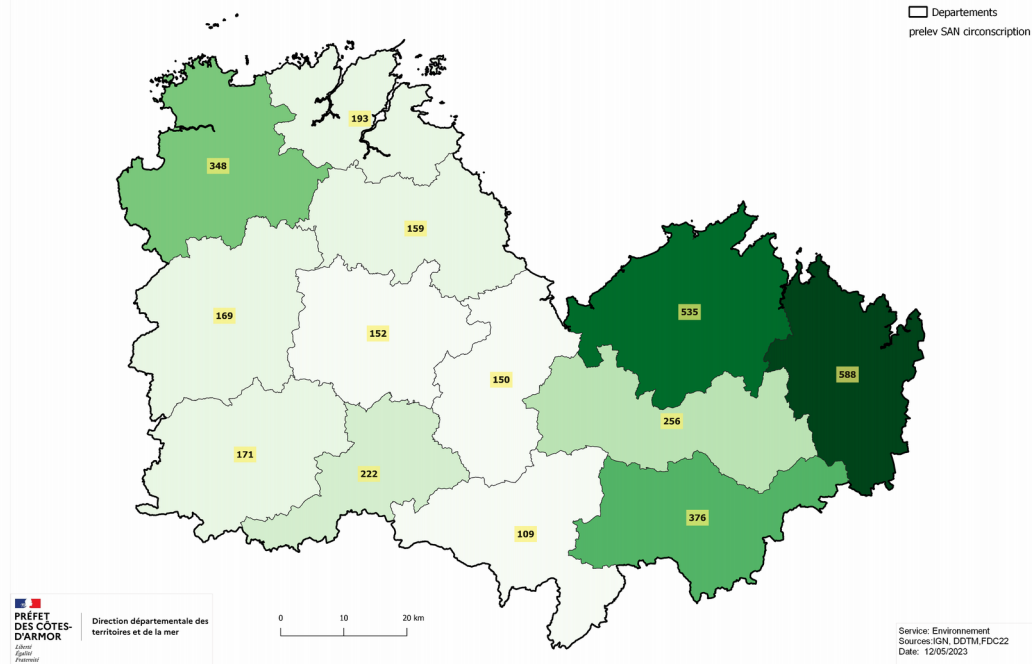 Departements
prelev SAN circonscription
193
348
159
169
152
535
588
150
256
171
222
376
109
PRÉFET
DES CÔTES-
D'ARMOR
Liberté
Égalité
Fraternité
Direction départementale des
territoires et de la mer
0 10 20 km
Service: Environnement
Sources:IGN, DDTM,FDC22
Date: 12/05/2023